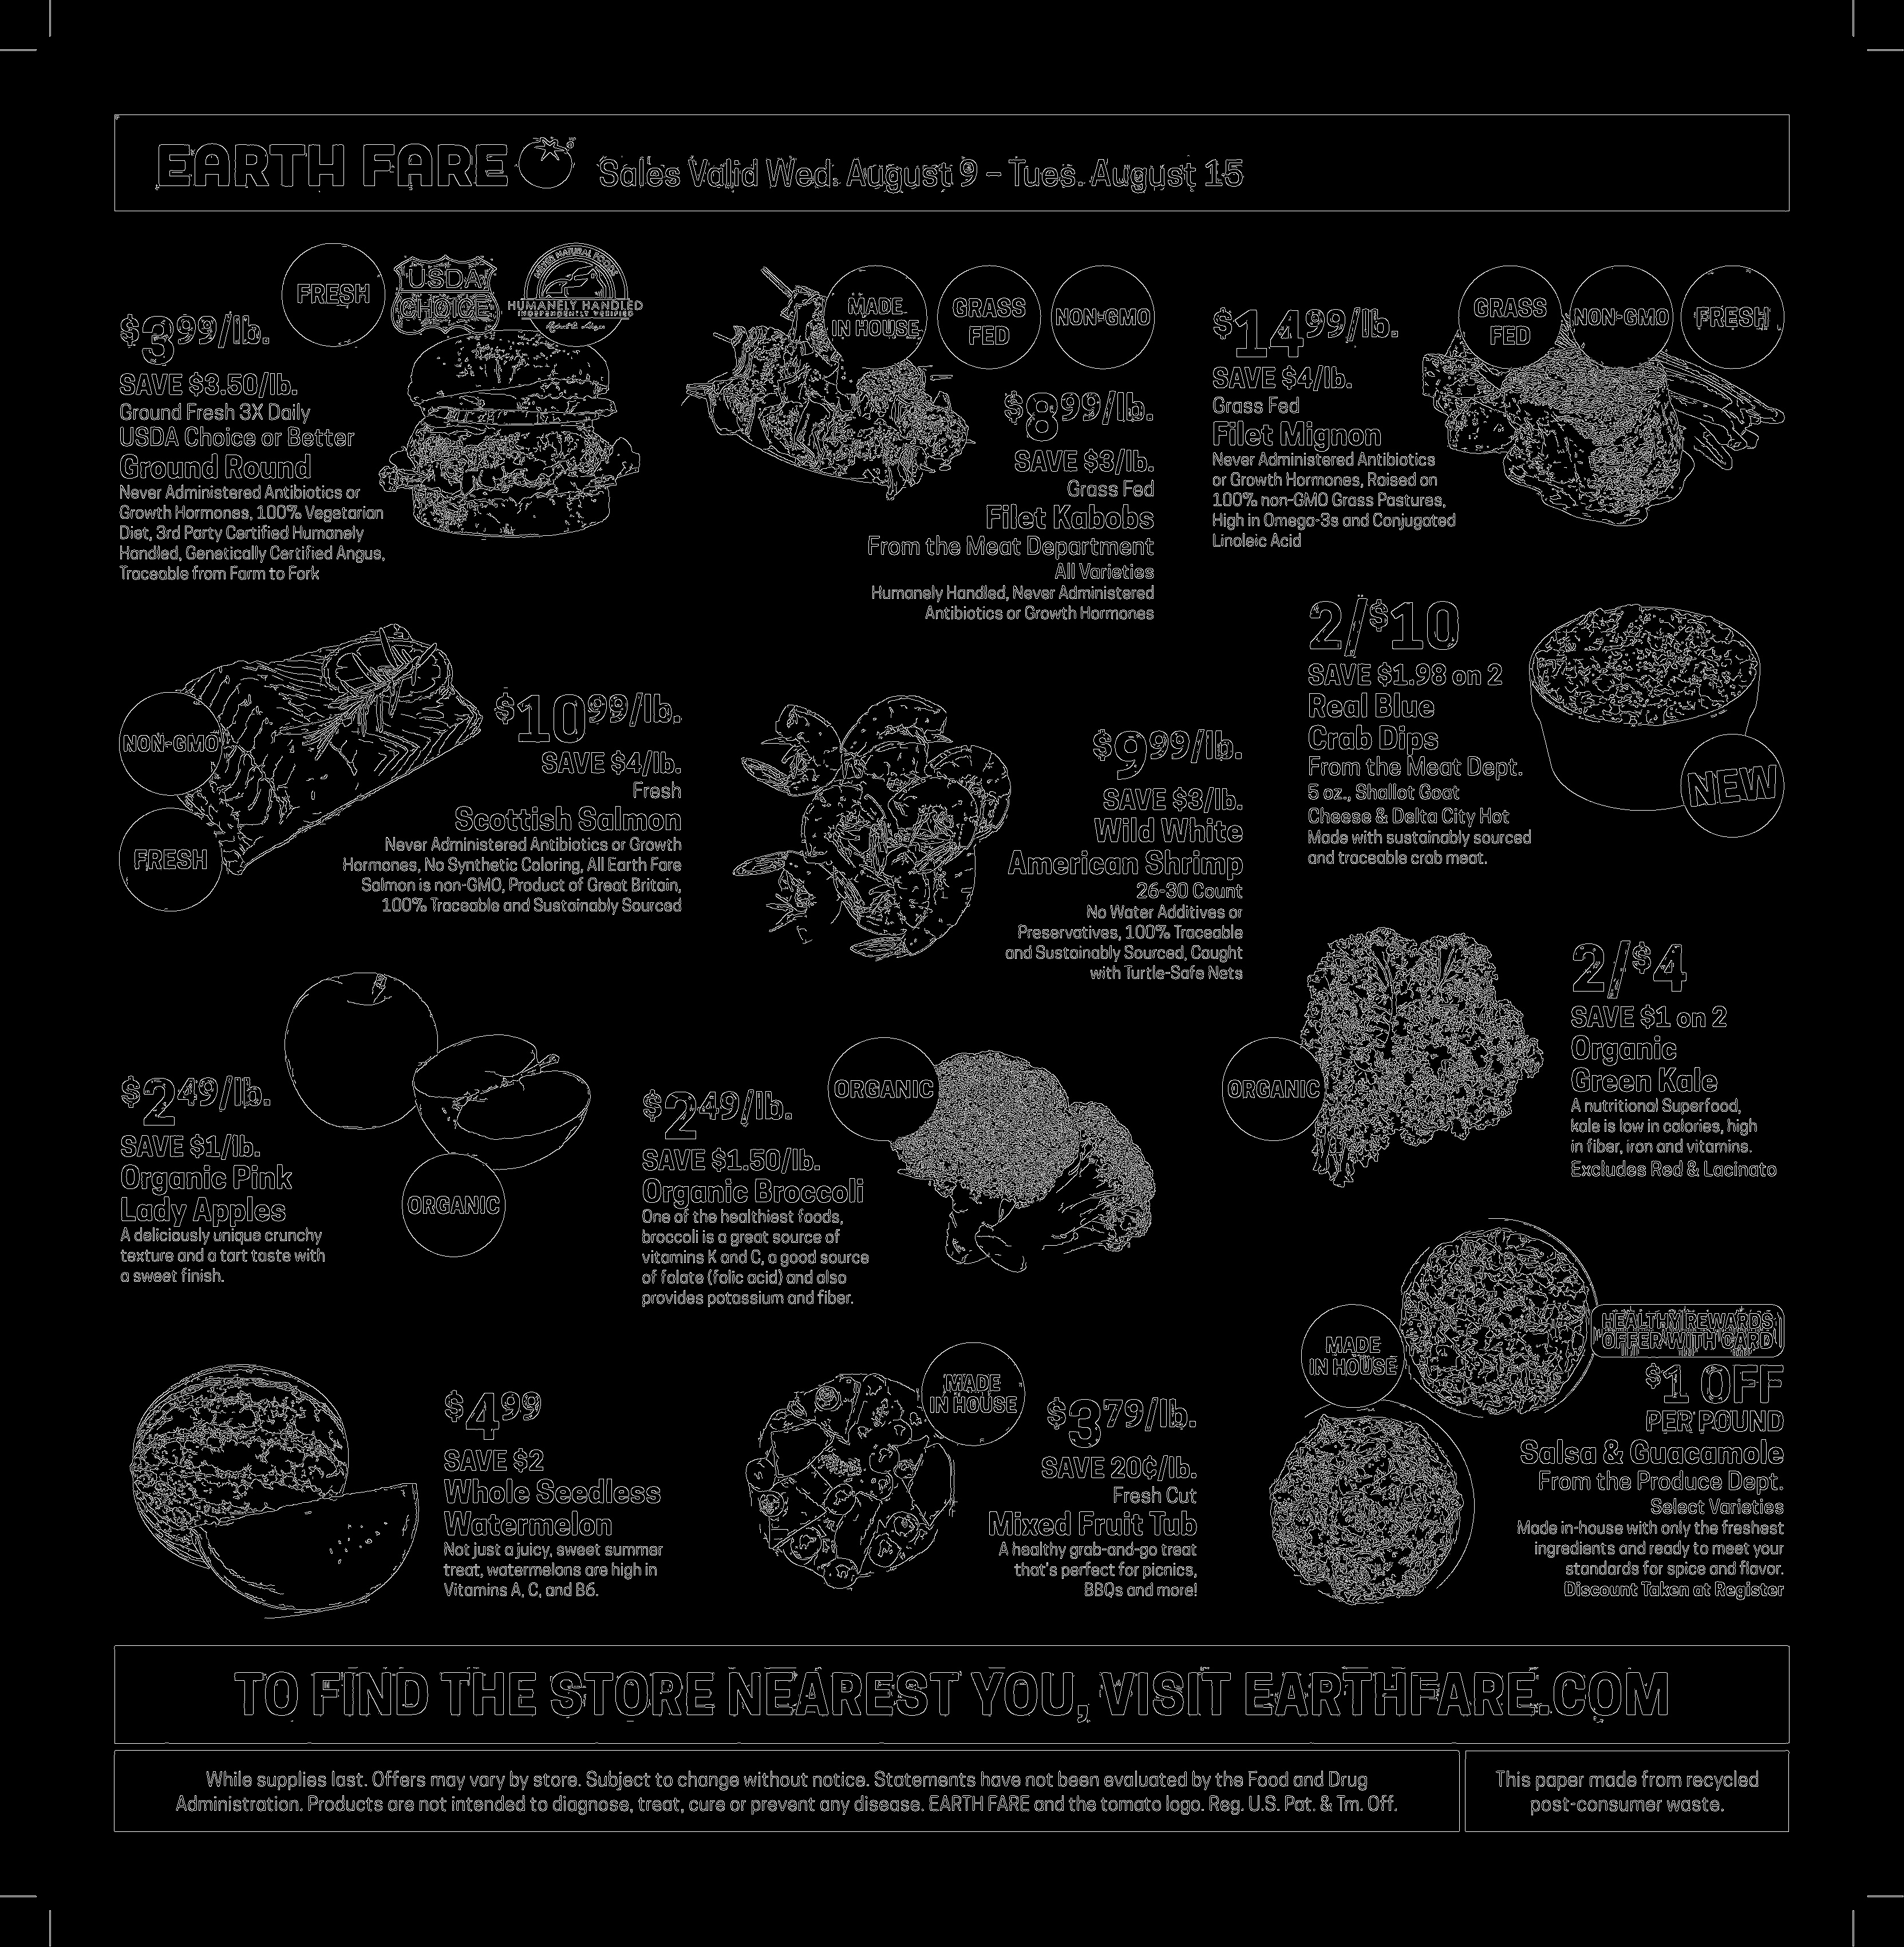 EARTH FARE Sales Valid Wed. August 9 – Tues. August 15
FRESH
USDA
CHOICE
HUMANELY HANDLED
INDEPENDENTLY VERIFIED
$3.99/lb.
SAVE $3.50/lb.
Ground Fresh 3X Daily
USDA Choice or Better
Ground Round
Never Administered Antibiotics or
Growth Hormones, 100% Vegetarian
Diet, 3rd Party Certified Humanely
Handled, Genetically Certified Angus,
Traceable from Farm to Fork
MADE
IN HOUSE
GRASS
FED
NON-GMO
$8.99/lb.
SAVE $3/lb.
Grass Fed
Filet Kabobs
From the Meat Department
All Varieties
Humanely Handled, Never Administered
Antibiotics or Growth Hormones
GRASS
FED
NON-GMO
FRESH
$14.99/lb.
SAVE $4/lb.
Grass Fed
Filet Mignon
Never Administered Antibiotics
or Growth Hormones, Raised on
100% non-GMO Grass Pastures,
High in Omega-3s and Conjugated
Linoleic Acid
NON-GMO
FRESH
$10.99/lb.
SAVE $4/lb.
Fresh
Scottish Salmon
Never Administered Antibiotics or Growth
Hormones, No Synthetic Coloring, All Earth Fare
Salmon is non-GMO, Product of Great Britain,
100% Traceable and Sustainably Sourced
$9.99/lb.
SAVE $3/lb.
Wild White
American Shrimp
26-30 Count
No Water Additives or
Preservatives, 100% Traceable
and Sustainably Sourced, Caught
with Turtle-Safe Nets
2/$10
SAVE $1.98 on 2
Real Blue
Crab Dips
From the Meat Dept.
5 oz., Shallot Goat
Cheese & Delta City Hot
Made with sustainably sourced
and traceable crab meat.
NEW
$2.49/lb.
SAVE $1/lb.
Organic Pink
Lady Apples
A deliciously unique crunchy
texture and a tart taste with
a sweet finish.
ORGANIC
$2.49/lb.
SAVE $1.50/lb.
Organic Broccoli
One of the healthiest foods,
broccoli is a great source of
vitamins K and C, a good source
of folate (folic acid) and also
provides potassium and fiber.
ORGANIC
ORGANIC
2/$4
SAVE $1 on 2
Organic
Green Kale
A nutritional Superfood,
kale is low in calories, high
in fiber, iron and vitamins.
Excludes Red & Lacinato
$4.99
SAVE $2
Whole Seedless
Watermelon
Not just a juicy, sweet summer
treat, watermelons are high in
Vitamins A, C, and B6.
MADE
IN HOUSE
$3.79/lb.
SAVE 20¢/lb.
Fresh Cut
Mixed Fruit Tub
A healthy grab-and-go treat
that's perfect for picnics,
BBQs and more!
MADE
IN HOUSE
HEALTHY REWARDS
OFFER WITH CARD
$1 OFF
PER POUND
Salsa & Guacamole
From the Produce Dept.
Select Varieties
Made in-house with only the freshest
ingredients and ready to meet your
standards for spice and flavor.
Discount Taken at Register
TO FIND THE STORE NEAREST YOU, VISIT EARTHFARE.COM
While supplies last. Offers may vary by store. Subject to change without notice. Statements have not been evaluated by the Food and Drug
Administration. Products are not intended to diagnose, treat, cure or prevent any disease. EARTH FARE and the tomato logo. Reg. U.S. Pat. & Tm. Off.
This paper made from recycled
post-consumer waste.